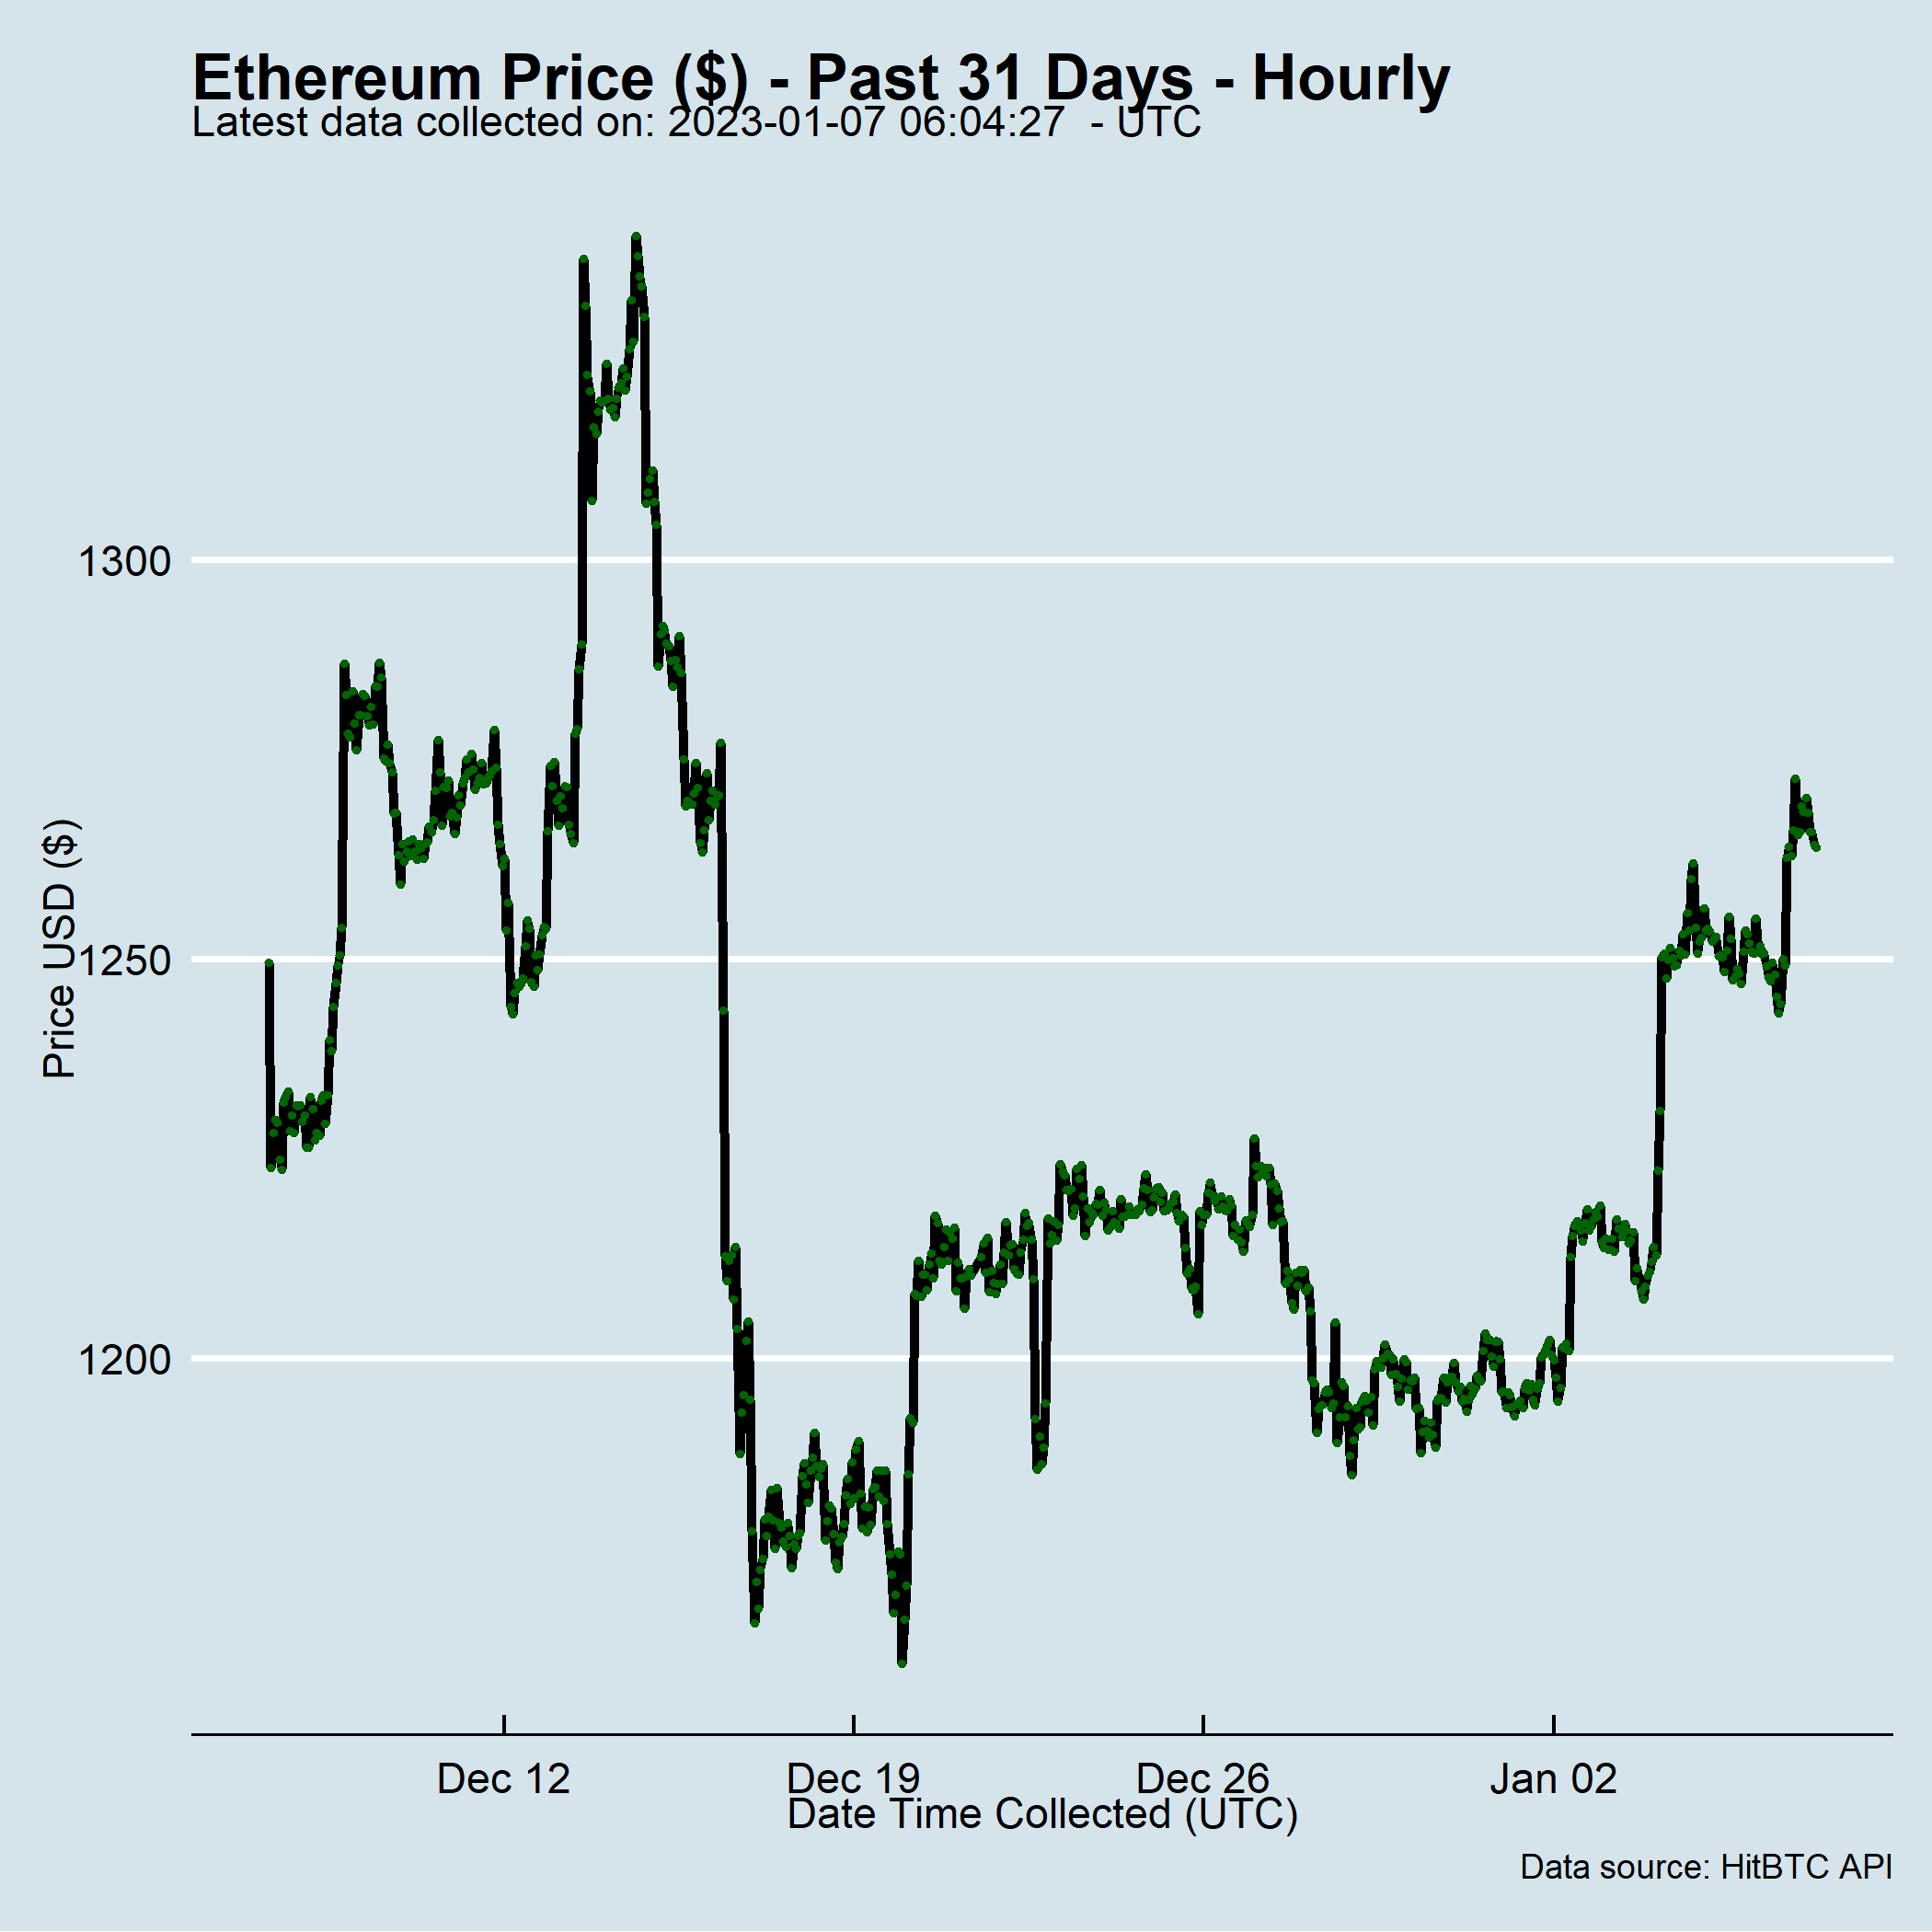 Ethereum Price ($) - Past 31 Days - Hourly
Latest data collected on: 2023-01-07 06:04:27  - UTC
Price USD ($)
1300
1250
1200
Dec 12
Dec 19
Dec 26
Jan 02
Date Time Collected (UTC)
Data source: HitBTC API